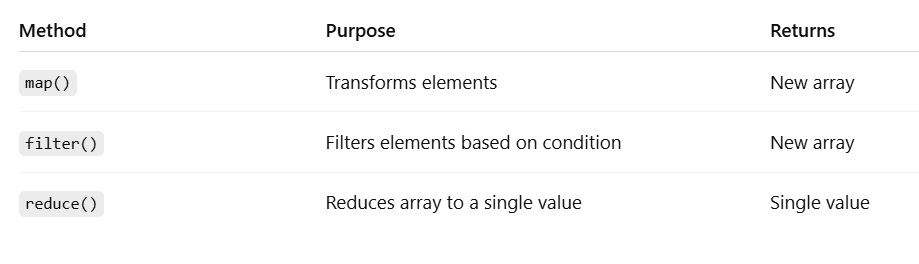 Method Purpose Returns
map() Transforms elements New array
filter() Filters elements based on condition New array
reduce() Reduces array to a single value Single value